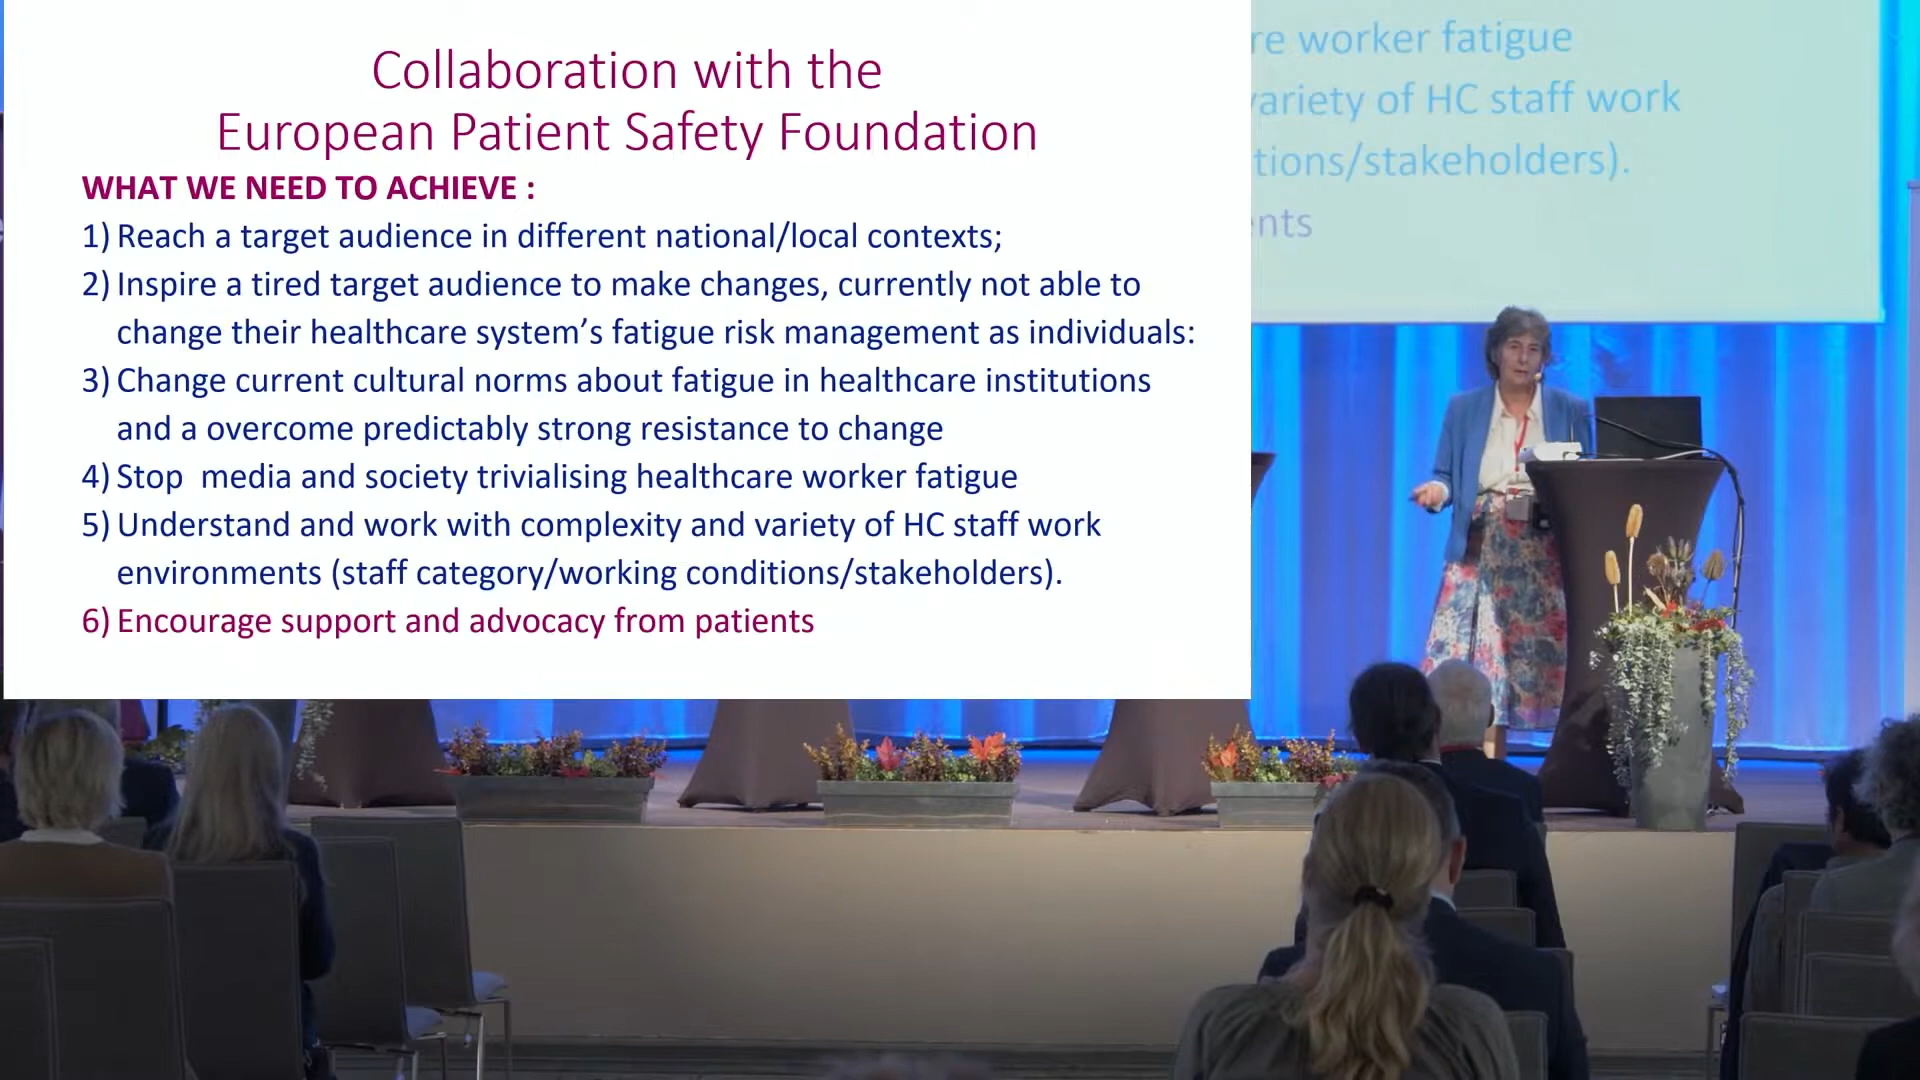 Collaboration with the
European Patient Safety Foundation
WHAT WE NEED TO ACHIEVE :
1) Reach a target audience in different national/local contexts;
2) Inspire a tired target audience to make changes, currently not able to
change their healthcare system’s fatigue risk management as individuals:
3) Change current cultural norms about fatigue in healthcare institutions
and a overcome predictably strong resistance to change
4) Stop  media and society trivialising healthcare worker fatigue
5) Understand and work with complexity and variety of HC staff work
environments (staff category/working conditions/stakeholders).
6) Encourage support and advocacy from patients
re worker fatigue
variety of HC staff work
tions/stakeholders).
ents